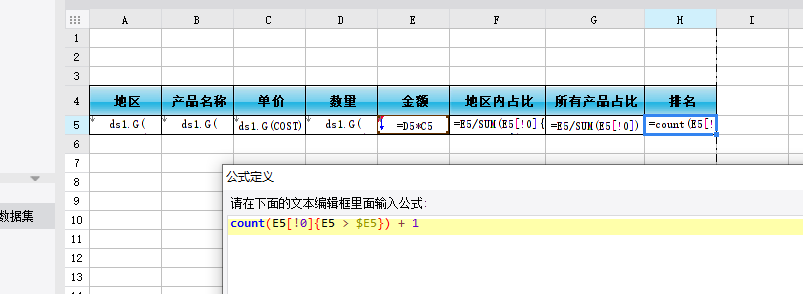 A B C D E F G H I
1
2
3
4 地区 产品名称 单价 数量 金额 地区内占比 所有产品占比 排名
5 ds1.G( ds1.G( ds1.G(COST) ds1.G( =D5*C5 =E5/SUM(E5[!0]{ =E5/SUM(E5[!0]) =count(E5[!
6
7
8 公式定义
9 请在下面的文本编辑框里面输入公式:
数据集
10 count(E5[!0]{E5 > $E5}) + 1
11
12
13